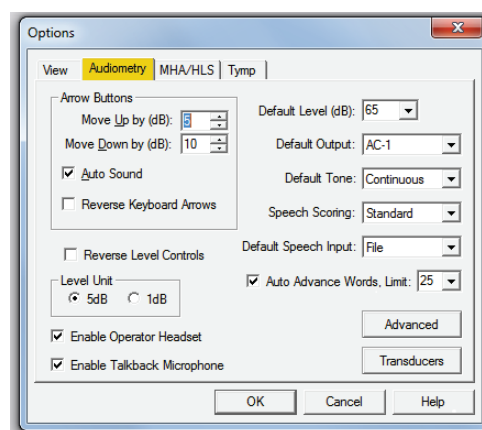 Options
View Audiometry MHA/HLS Tymp
Arrow Buttons
Move Up by (dB): 5
Move Down by (dB): 10
Auto Sound
Reverse Keyboard Arrows
Reverse Level Controls
Level Unit
5dB 1dB
Enable Operator Headset
Enable Talkback Microphone
Default Level (dB): 65
Default Output: AC-1
Default Tone: Continuous
Speech Scoring: Standard
Default Speech Input: File
Auto Advance Words, Limit: 25
Advanced
Transducers
OK Cancel Help